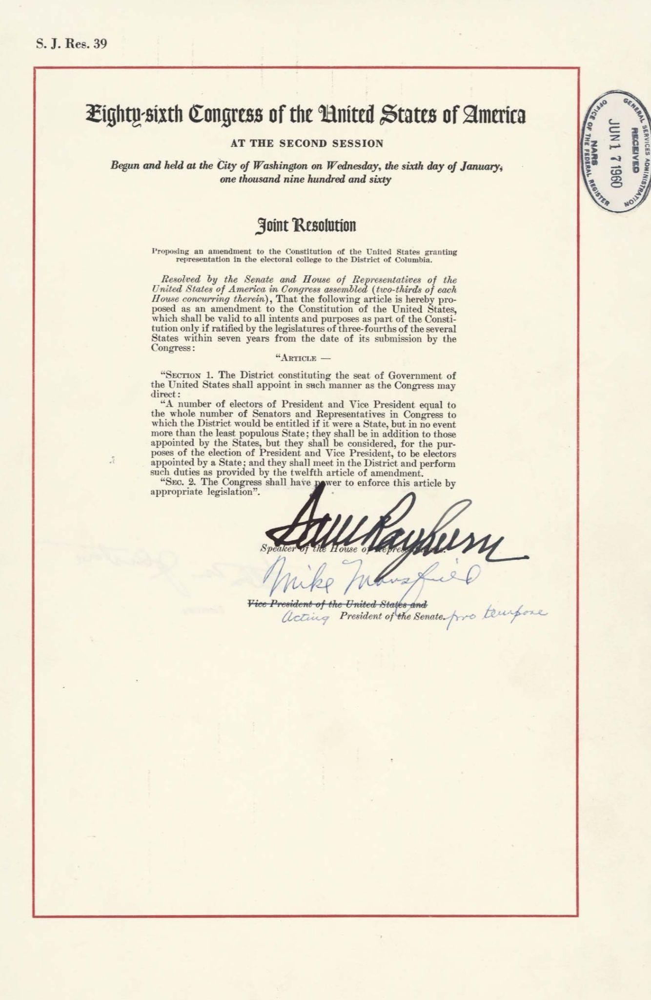 S. J. Res. 39
Eighty-sixth Congress of the United States of America
AT THE SECOND SESSION
Begun and held at the City of Washington on Wednesday, the sixth day of January,
one thousand nine hundred and sixty
Joint Resolution
Proposing an amendment to the Constitution of the United States granting
representation in the electoral college to the District of Columbia.
Resolved by the Senate and House of Representatives of the
United States of America in Congress assembled (two-thirds of each
House concurring therein), That the following article is hereby pro-
posed as an amendment to the Constitution of the United States,
which shall be valid to all intents and purposes as part of the Consti-
tution only if ratified by the legislatures of three-fourths of the several
States within seven years from the date of its submission by the
Congress:
“ARTICLE —
“SECTION 1. The District constituting the seat of Government of
the United States shall appoint in such manner as the Congress may
direct:
“A number of electors of President and Vice President equal to
the whole number of Senators and Representatives in Congress to
which the District would be entitled if it were a State, but in no event
more than the least populous State; they shall be in addition to those
appointed by the States, but they shall be considered, for the pur-
poses of the election of President and Vice President, to be electors
appointed by a State; and they shall meet in the District and perform
such duties as provided by the twelfth article of amendment.
“SEC. 2. The Congress shall have power to enforce this article by
appropriate legislation”.
Sam Rayburn
Speaker of the House of Representatives.
Mike Mansfield
Vice President of the United States and
Acting President of the Senate. pro tempore
GENERAL SERVICES ADMINISTRATION
RECEIVED
JUN 17 1960
NARS
OFFICE OF THE FEDERAL REGISTER